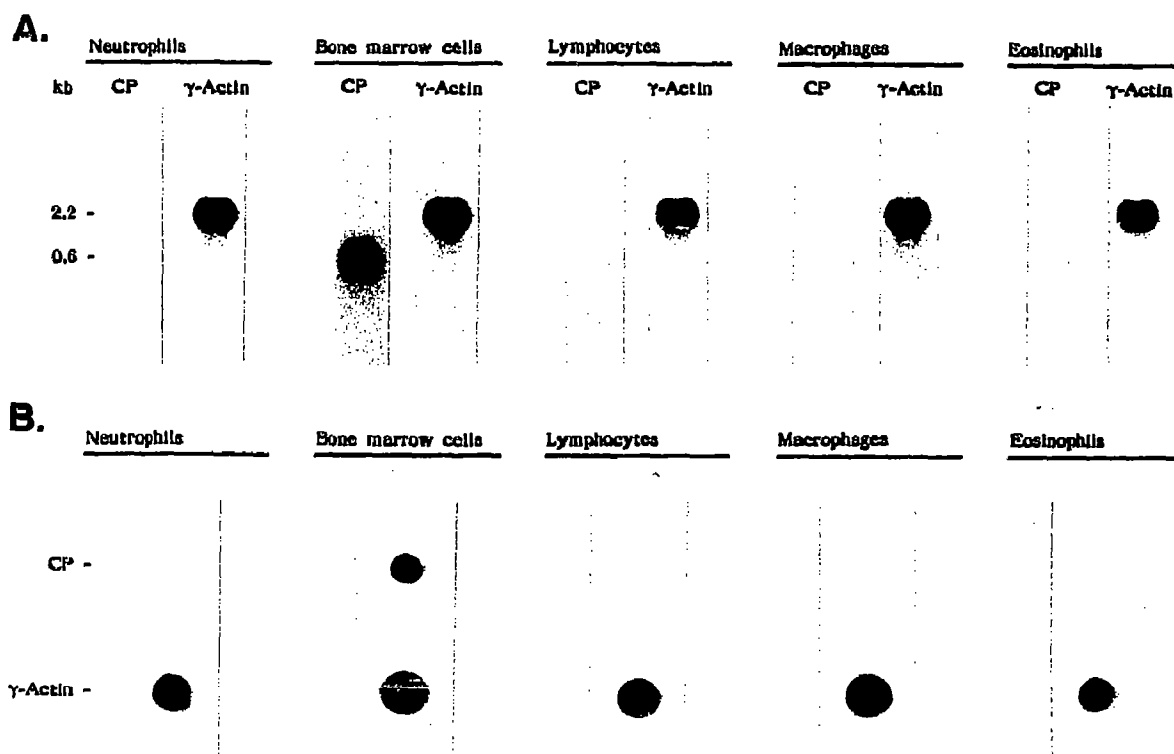 A.
Neutrophils Bone marrow cells Lymphocytes Macrophages Eosinophils
kb CP γ-Actin CP γ-Actin CP γ-Actin CP γ-Actin CP γ-Actin
2.2 -
0.6 -
B.
Neutrophils Bone marrow cells Lymphocytes Macrophages Eosinophils
CP -
γ-Actin -